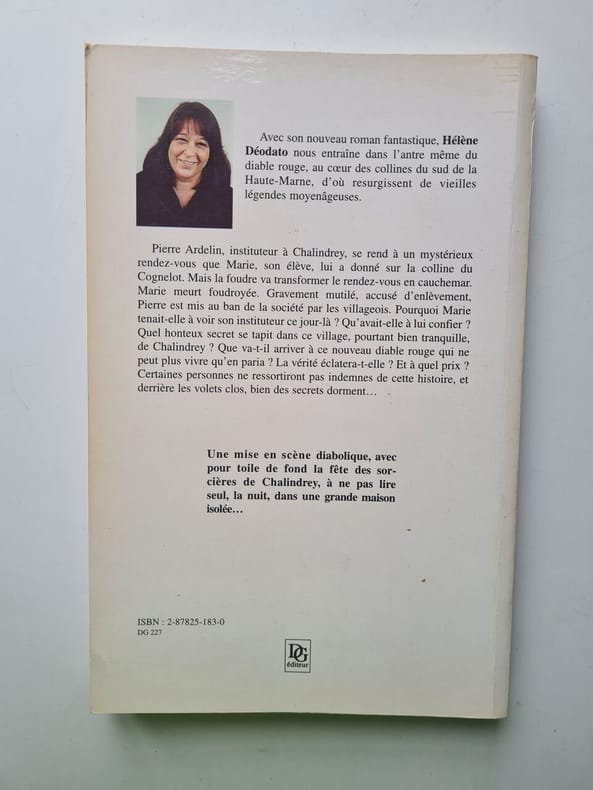 Avec son nouveau roman fantastique, Hélène
Déodato nous entraîne dans l'antre même du
diable rouge, au cœur des collines du sud de la
Haute-Marne, d'où resurgissent de vieilles
légendes moyenâgeuses.
Pierre Ardelin, instituteur à Chalindrey, se rend à un mystérieux
rendez-vous que Marie, son élève, lui a donné sur la colline du
Cognelot. Mais la foudre va transformer le rendez-vous en cauchemar.
Marie meurt foudroyée. Gravement mutilé, accusé d'enlèvement,
Pierre est mis au ban de la société par les villageois. Pourquoi Marie
tenait-elle à voir son instituteur ce jour-là ? Qu'avait-elle à lui confier ?
Quel honteux secret se tapit dans ce village, pourtant bien tranquille,
de Chalindrey ? Que va-t-il arriver à ce nouveau diable rouge qui ne
peut plus vivre qu'en paria ? La vérité éclatera-t-elle ? Et à quel prix ?
Certaines personnes ne ressortiront pas indemnes de cette histoire, et
derrière les volets clos, bien des secrets dorment…
Une mise en scène diabolique, avec
pour toile de fond la fête des sor-
cières de Chalindrey, à ne pas lire
seul, la nuit, dans une grande maison
isolée…
ISBN : 2-87825-183-0
DG 227
DG
éditeur